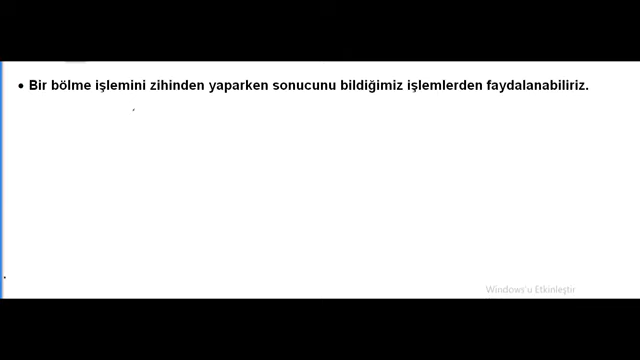 • Bir bölme işlemini zihinden yaparken sonucunu bildiğimiz işlemlerden faydalanabiliriz.
Windows'u Etkinleştir